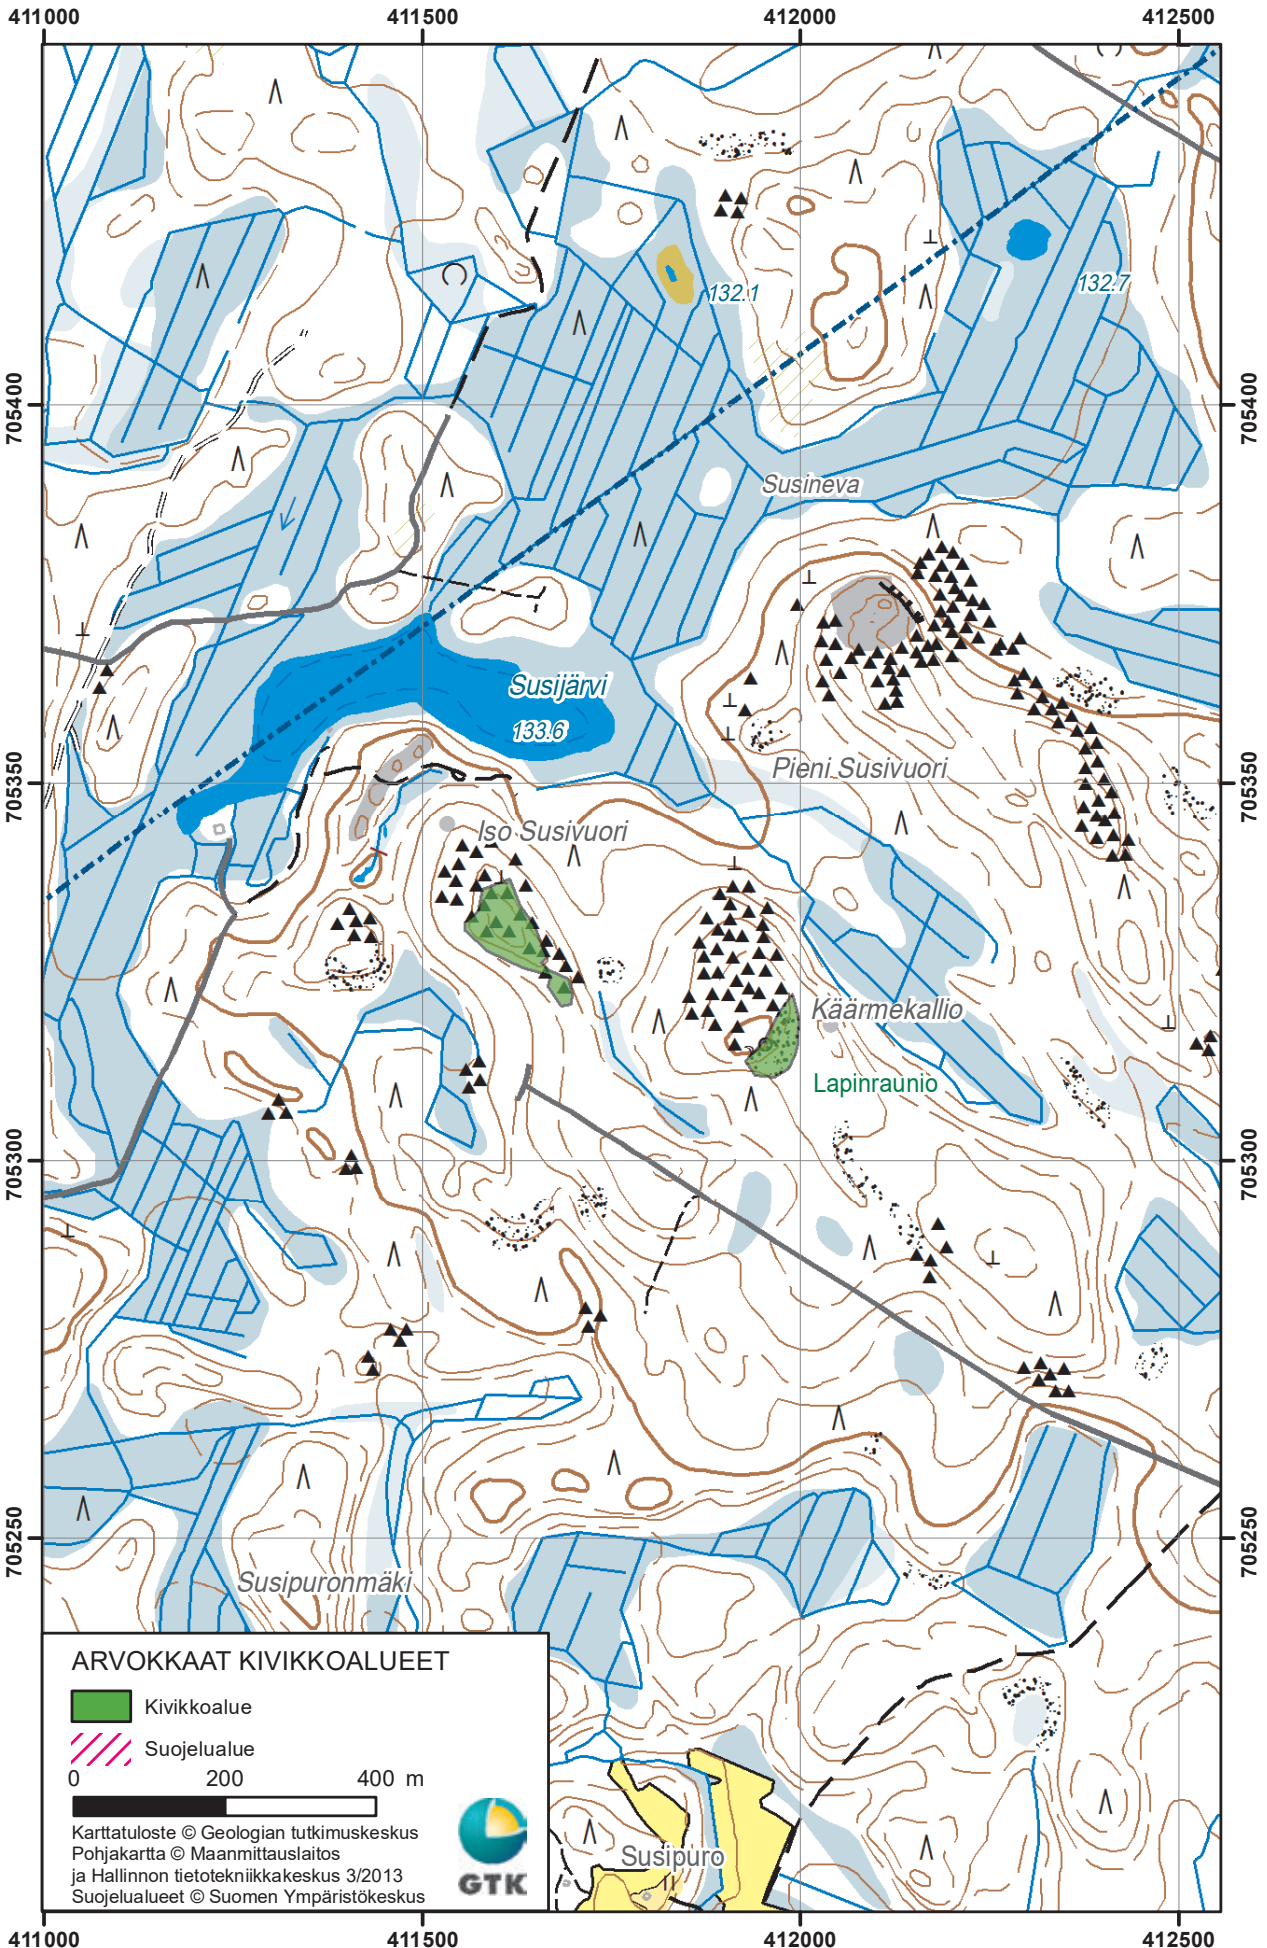 411000 411500 412000 412500
132.1
132.7
705400 705400
Susineva
Susijärvi
133.6
Pieni Susivuori
705350 705350
Iso Susivuori
Käärmekallio
Lapinraunio
705300 705300
705250 705250
Susipuronmäki
ARVOKKAAT KIVIKKOALUEET
Kivikkoalue
Suojelualue
0 200 400 m
Karttatuloste © Geologian tutkimuskeskus
Pohjakartta © Maanmittauslaitos
ja Hallinnon tietotekniikkakeskus 3/2013
Suojelualueet © Suomen Ympäristökeskus
GTK
Susipuro
411000 411500 412000 412500